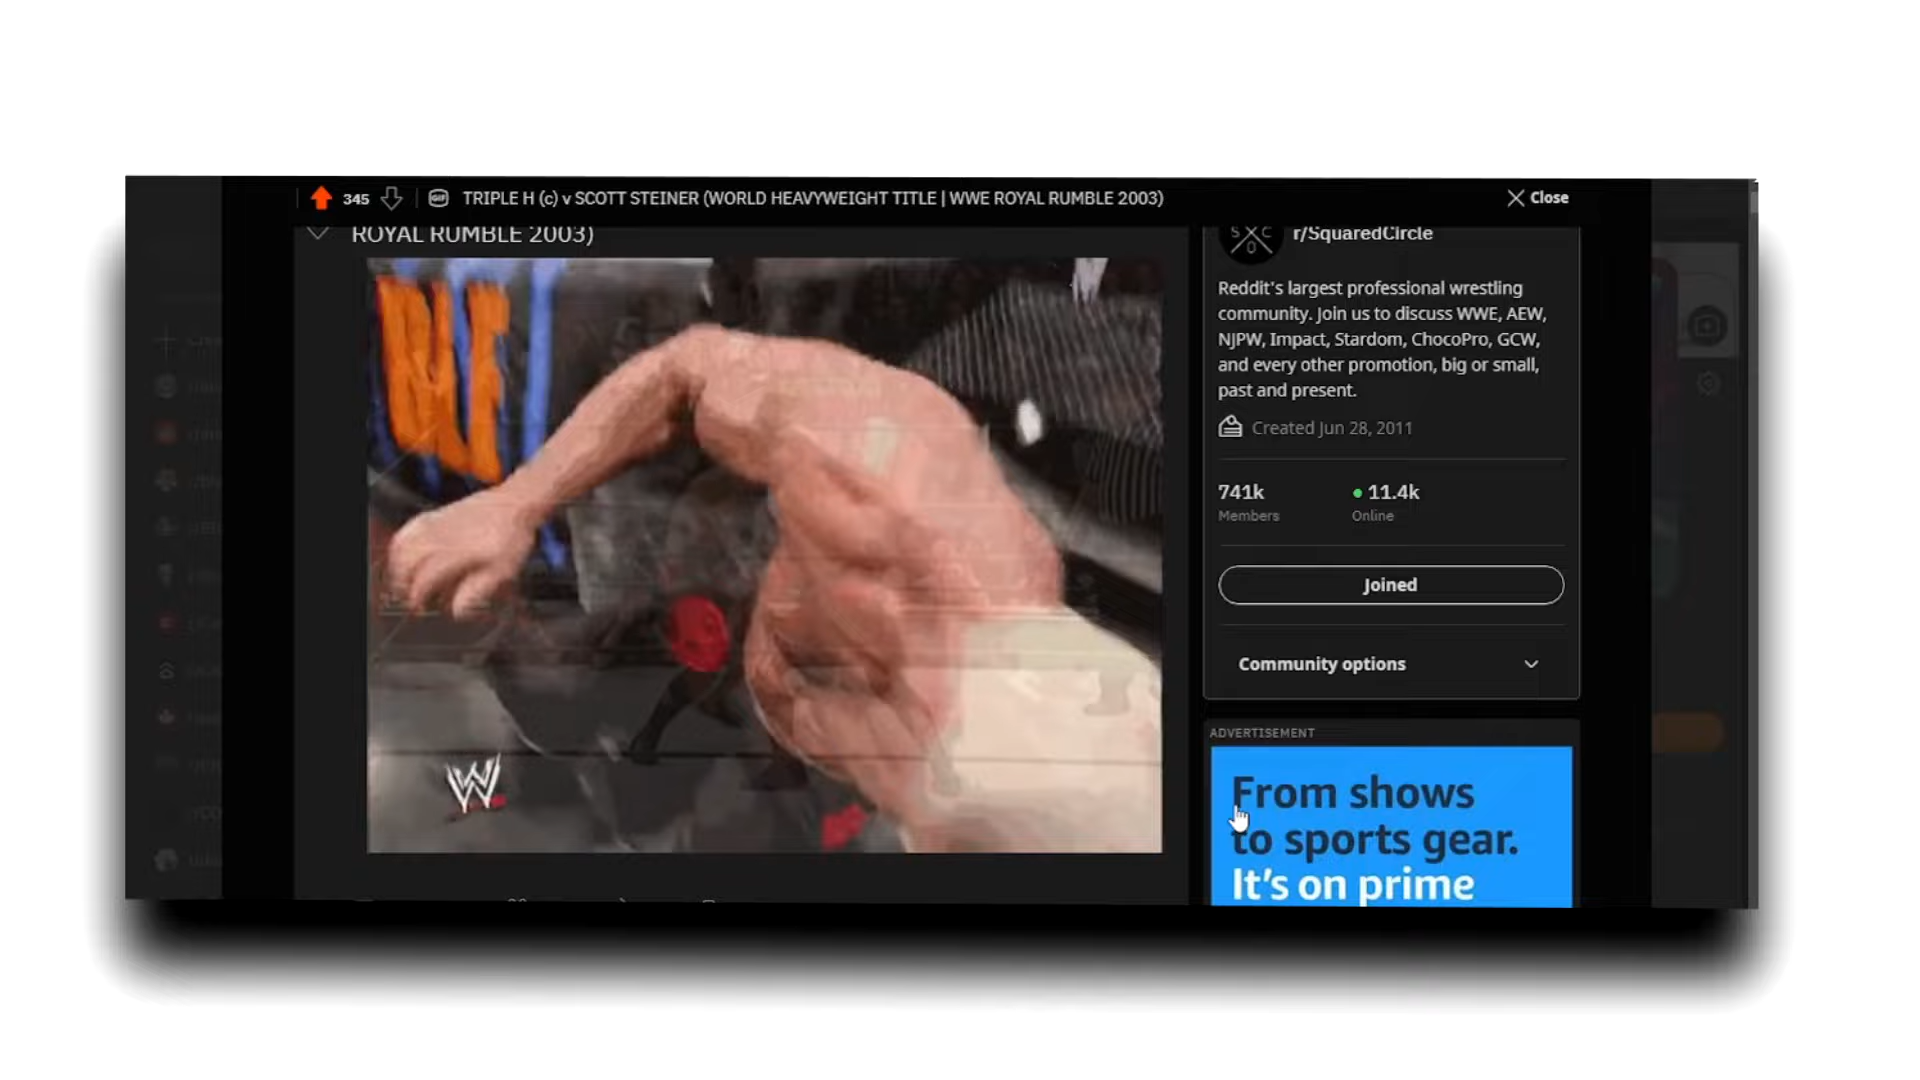 345
GIF
TRIPLE H (c) v SCOTT STEINER (WORLD HEAVYWEIGHT TITLE | WWE ROYAL RUMBLE 2003)
Close
ROYAL RUMBLE 2003)
r/SquaredCircle
Reddit's largest professional wrestling
community. Join us to discuss WWE, AEW,
NJPW, Impact, Stardom, ChocoPro, GCW,
and every other promotion, big or small,
past and present.
Created Jun 28, 2011
741k
11.4k
Members
Online
Joined
Community options
ADVERTISEMENT
From shows
to sports gear.
It's on prime
W